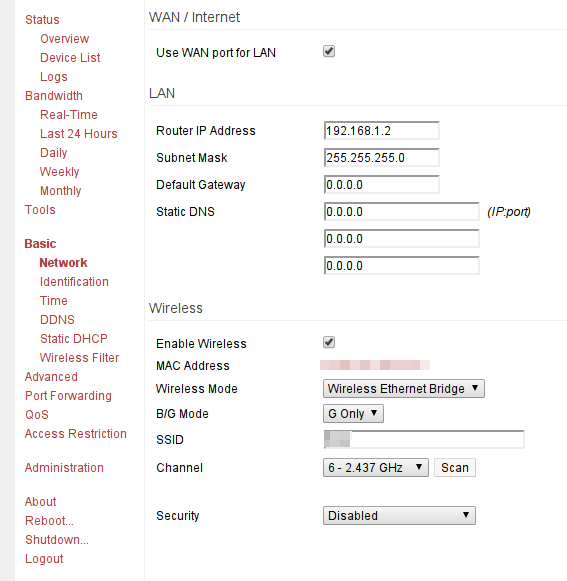 Status
Overview
Device List
Logs
Bandwidth
Real-Time
Last 24 Hours
Daily
Weekly
Monthly
Tools
Basic
Network
Identification
Time
DDNS
Static DHCP
Wireless Filter
Advanced
Port Forwarding
QoS
Access Restriction
Administration
About
Reboot...
Shutdown...
Logout
WAN / Internet
Use WAN port for LAN
LAN
Router IP Address 192.168.1.2
Subnet Mask 255.255.255.0
Default Gateway 0.0.0.0
Static DNS 0.0.0.0 (IP:port)
0.0.0.0
0.0.0.0
Wireless
Enable Wireless
MAC Address
Wireless Mode Wireless Ethernet Bridge
B/G Mode G Only
SSID
Channel 6 - 2.437 GHz Scan
Security Disabled